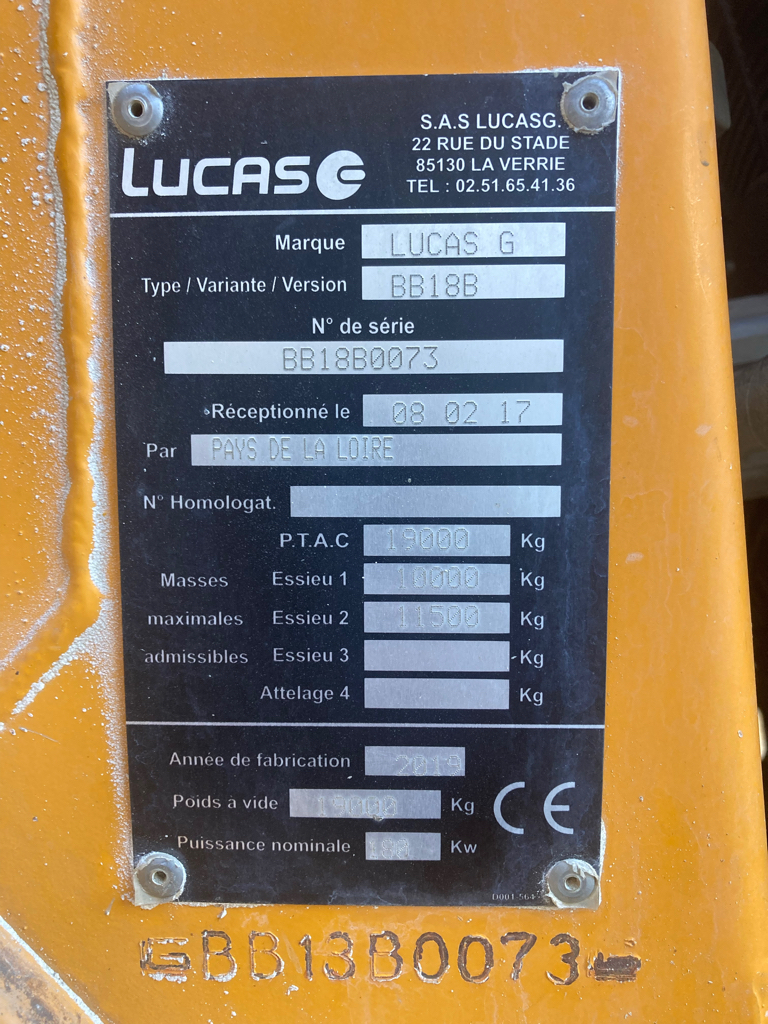 LUCAS G
S.A.S LUCASG.
22 RUE DU STADE
85130 LA VERRIE
TEL : 02.51.65.41.36
Marque LUCAS G
Type / Variante / Version BB18B
N° de série
BB18B0073
Réceptionné le 08 02 17
Par PAYS DE LA LOIRE
N° Homologat.
P.T.A.C 19000 Kg
Masses Essieu 1 10000 Kg
maximales Essieu 2 11500 Kg
admissibles Essieu 3 Kg
Attelage 4 Kg
Année de fabrication 2019
Poids à vide 19000 Kg
Puissance nominale Kw
CE
D001-564
GBB13B0073